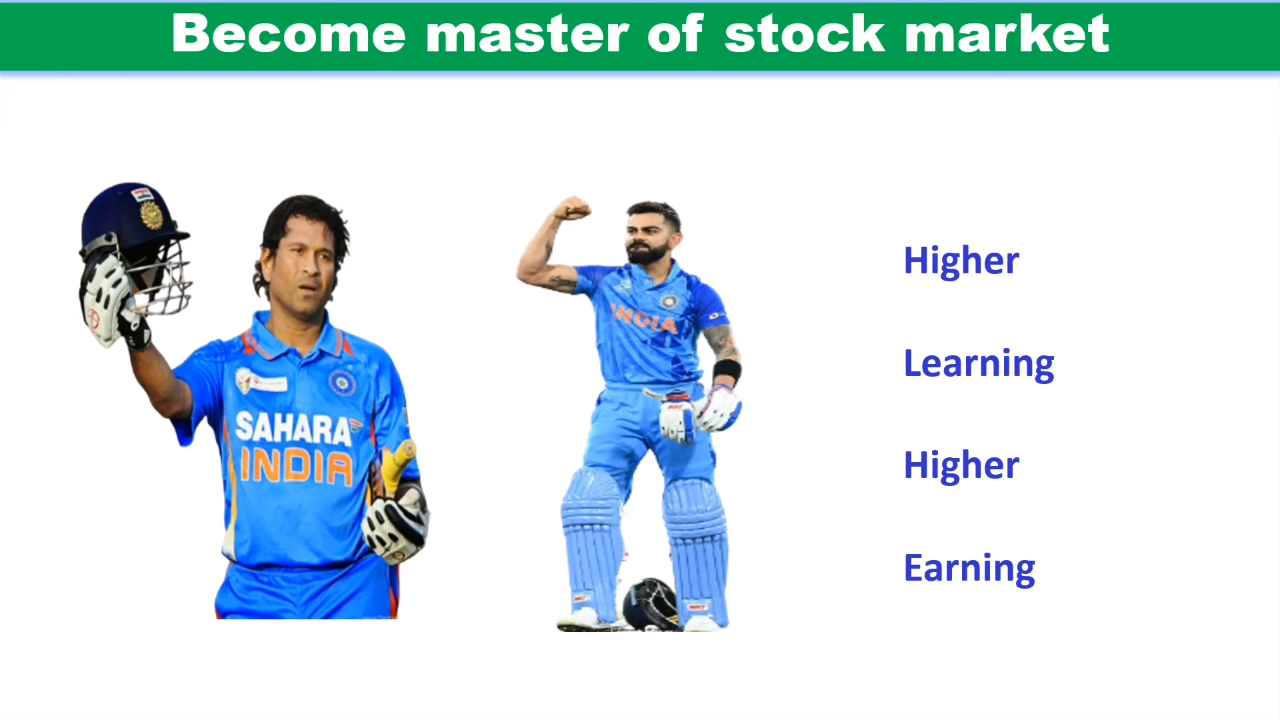 Become master of stock market
SAHARA
INDIA
INDIA
Higher
Learning
Higher
Earning